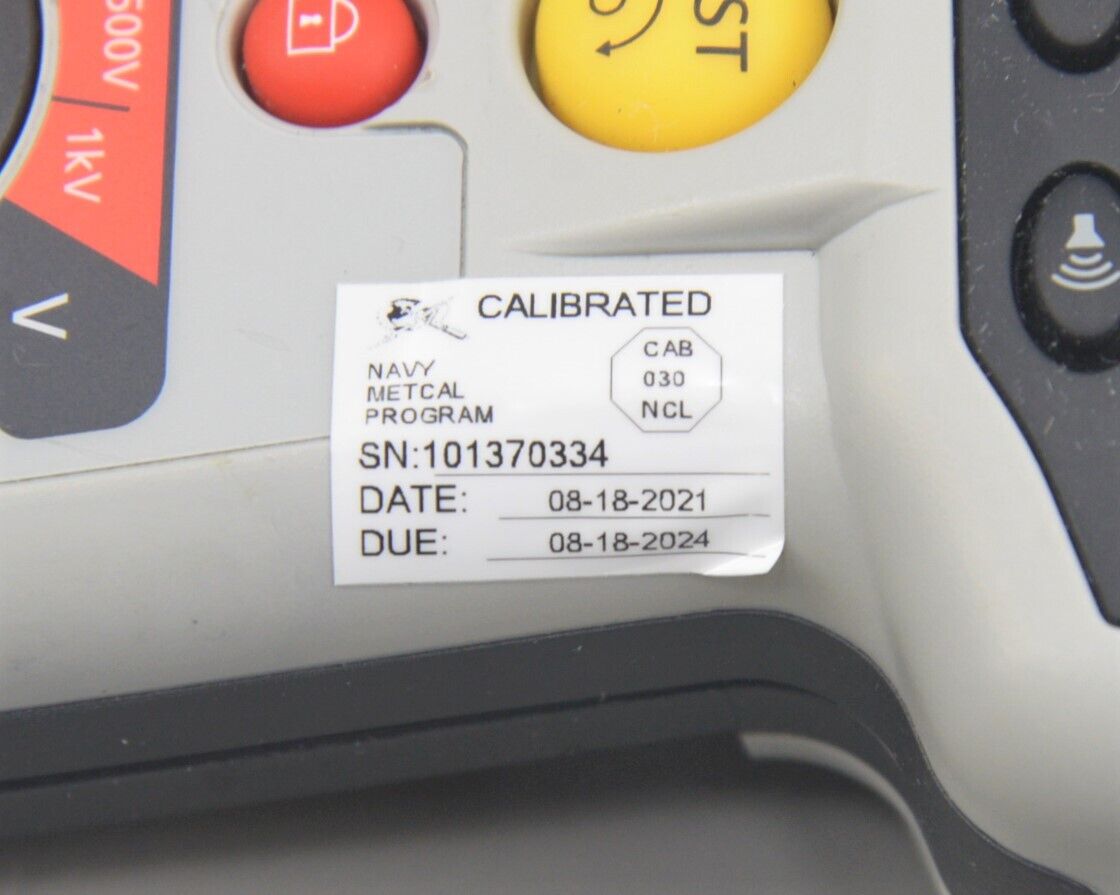 500V
1kV
V
ST
CALIBRATED
NAVY
METCAL
PROGRAM
CAB
030
NCL
SN:101370334
DATE: 08-18-2021
DUE: 08-18-2024